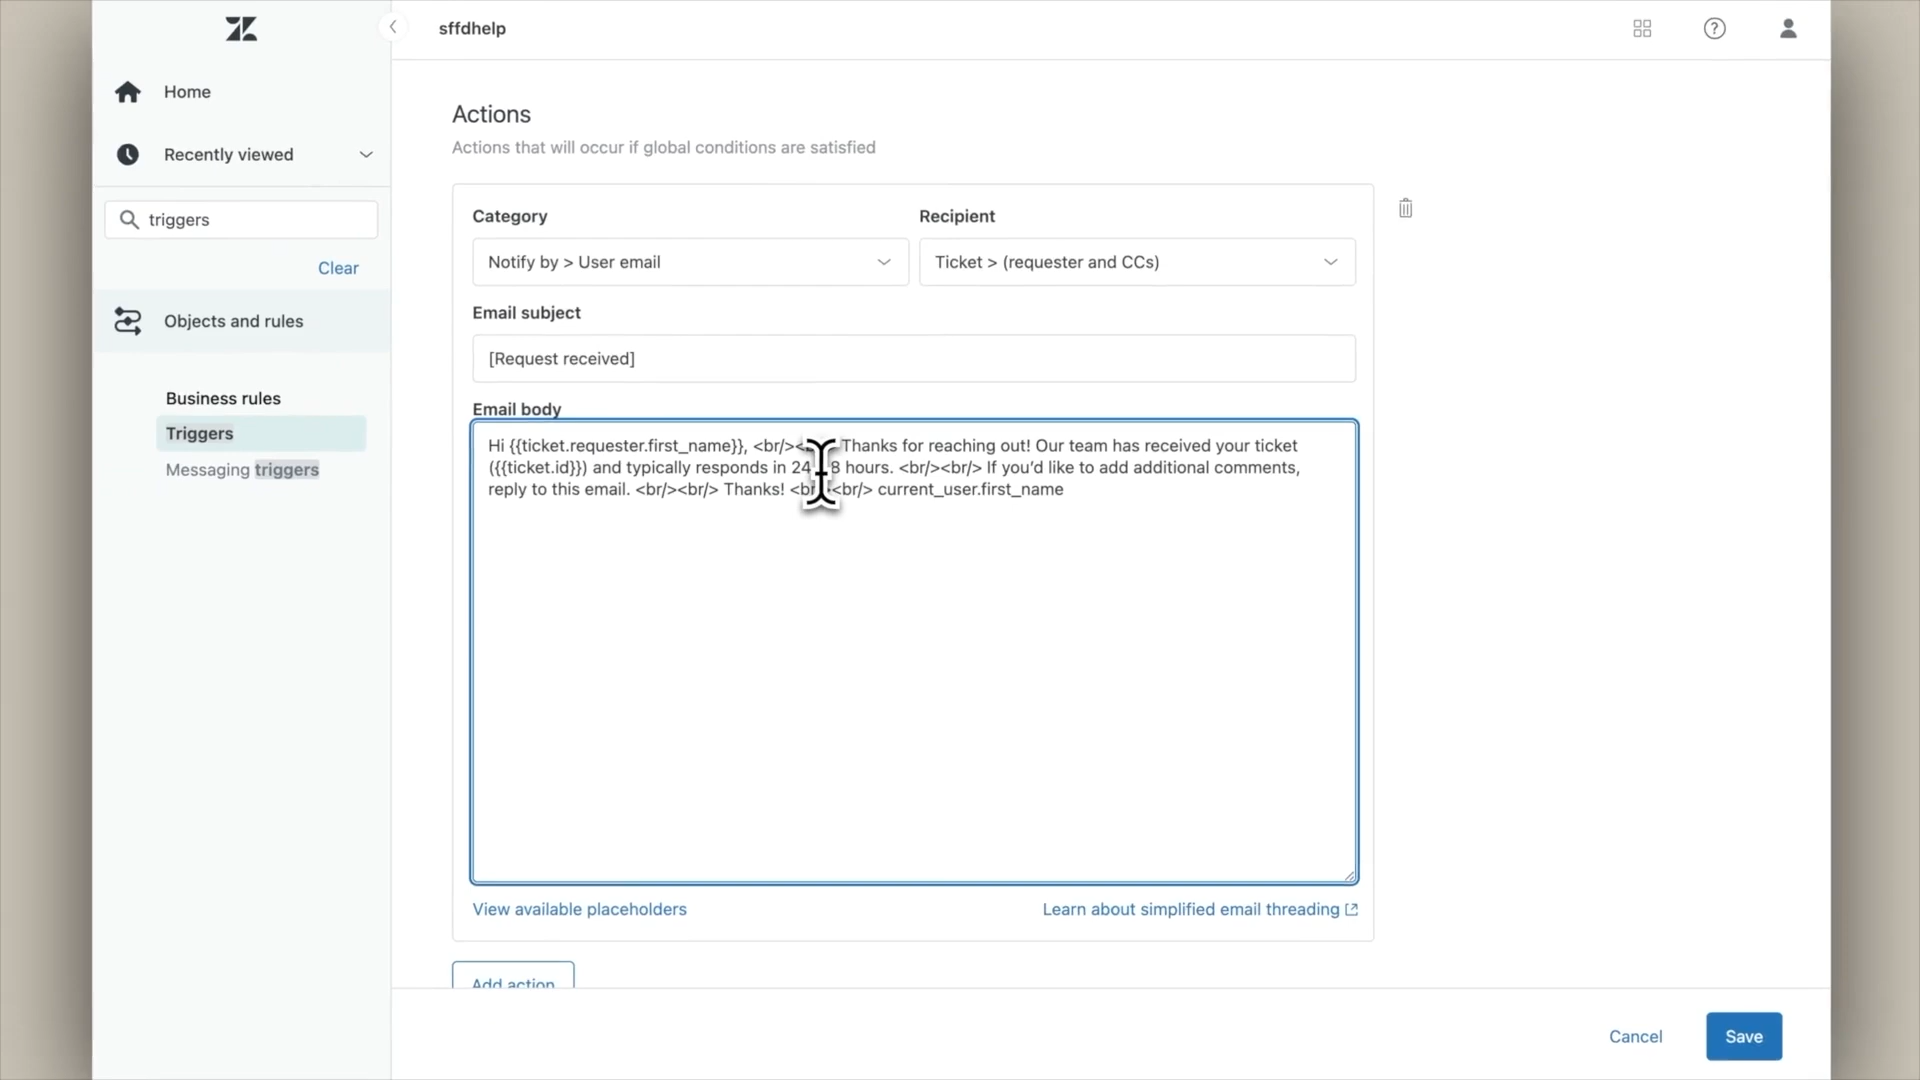 sffdhelp
Home
Recently viewed
triggers
Clear
Objects and rules
Business rules
Triggers
Messaging triggers
Actions
Actions that will occur if global conditions are satisfied
Category
Recipient
Notify by > User email
Ticket > (requester and CCs)
Email subject
[Request received]
Email body
Hi {{ticket.requester.first_name}}, <br/>< Thanks for reaching out! Our team has received your ticket
({{ticket.id}}) and typically responds in 24 8 hours. <br/><br/> If you’d like to add additional comments,
reply to this email. <br/><br/> Thanks! <br <br/> current_user.first_name
View available placeholders
Learn about simplified email threading
Add action
Cancel
Save